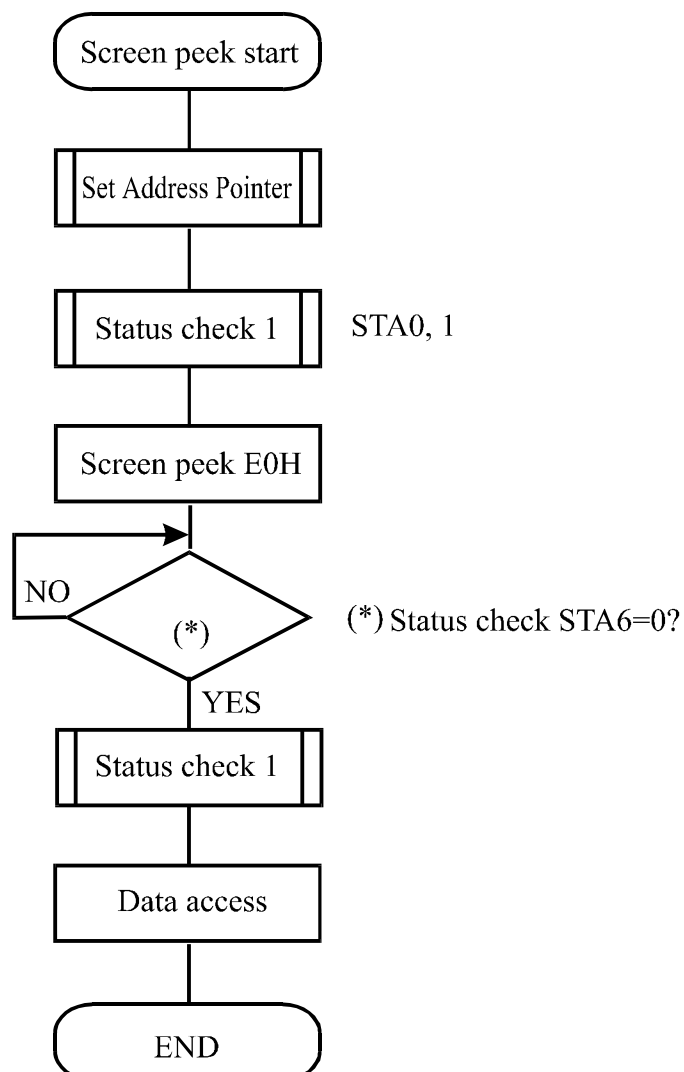 Screen peek start
Set Address Pointer
Status check 1
STA0, 1
Screen peek E0H
NO
(*)
(*) Status check STA6=0?
YES
Status check 1
Data access
END